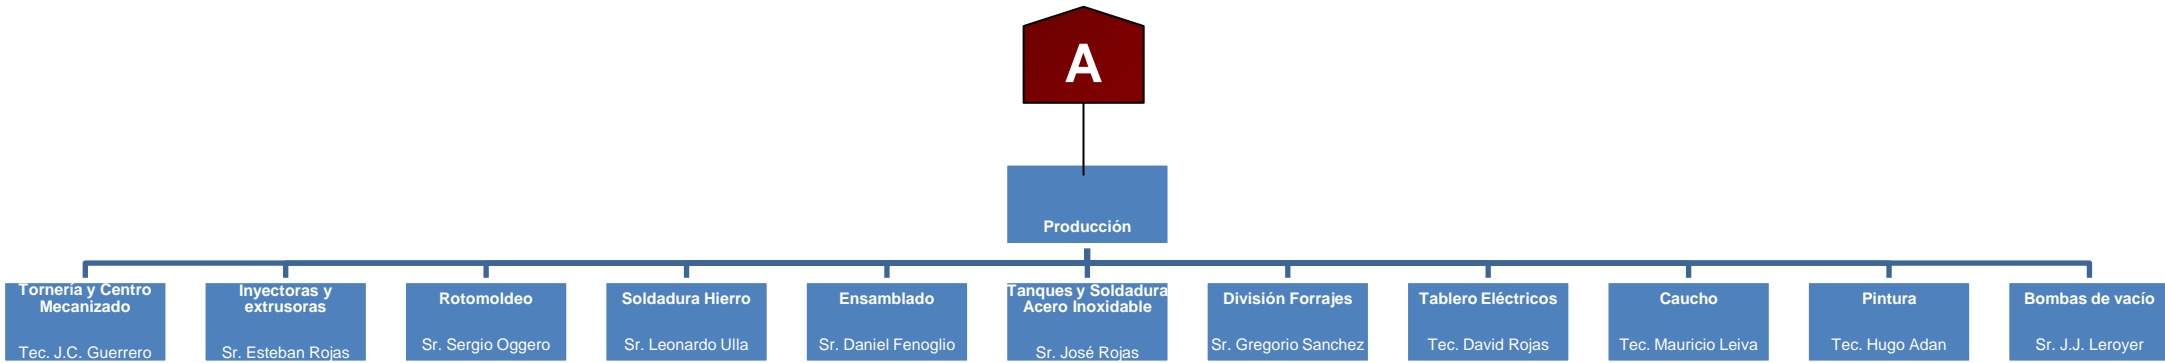 A
Producción
Tornería y Centro
Mecanizado
Tec. J.C. Guerrero
Inyectoras y
extrusoras
Sr. Esteban Rojas
Rotomoldeo
Sr. Sergio Oggero
Soldadura Hierro
Sr. Leonardo Ulla
Ensamblado
Sr. Daniel Fenoglio
Tanques y Soldadura
Acero Inoxidable
Sr. José Rojas
División Forrajes
Sr. Gregorio Sanchez
Tablero Eléctricos
Tec. David Rojas
Caucho
Tec. Mauricio Leiva
Pintura
Tec. Hugo Adan
Bombas de vacío
Sr. J.J. Leroyer